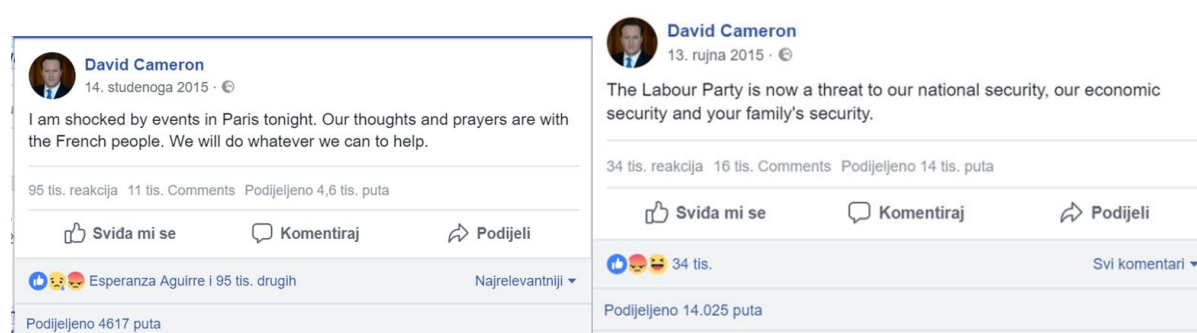 David Cameron
14. studenoga 2015 ·
I am shocked by events in Paris tonight. Our thoughts and prayers are with
the French people. We will do whatever we can to help.
95 tis. reakcija 11 tis. Comments Podijeljeno 4,6 tis. puta
Sviđa mi se Komentiraj Podijeli
Esperanza Aguirre i 95 tis. drugih Najrelevantniji
Podijeljeno 4617 puta
David Cameron
13. rujna 2015 ·
The Labour Party is now a threat to our national security, our economic
security and your family's security.
34 tis. reakcija 16 tis. Comments Podijeljeno 14 tis. puta
Sviđa mi se Komentiraj Podijeli
34 tis. Svi komentari
Podijeljeno 14.025 puta